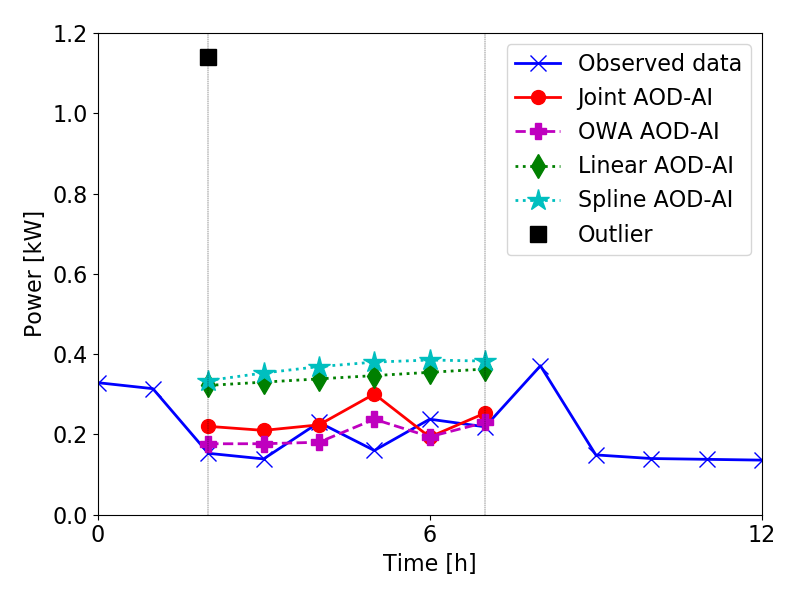 1.2
1.0
0.8
0.6
0.4
0.2
0.0
Power [kW]
0
6
12
Time [h]
Observed data
Joint AOD-AI
OWA AOD-AI
Linear AOD-AI
Spline AOD-AI
Outlier